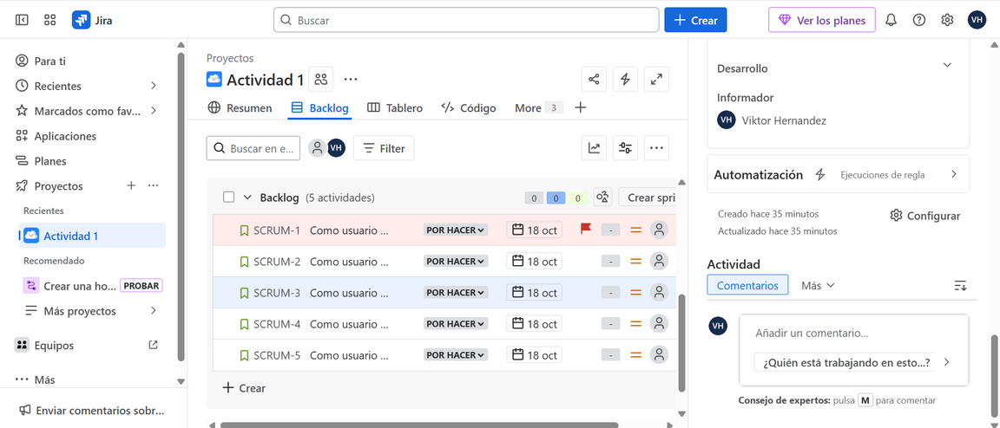 Jira
Buscar
Crear
Ver los planes
VH
Para ti
Recientes
Marcados como fav...
Aplicaciones
Planes
Proyectos
Recientes
Actividad 1
Recomendado
Crear una ho... PROBAR
Más proyectos
Equipos
Más
Enviar comentarios sobr...
Proyectos
Actividad 1
Resumen
Backlog
Tablero
Código
More 3
Buscar en e...
VH
Filter
Backlog (5 actividades)
0 0 0
Crear spri
SCRUM-1 Como usuario ... POR HACER 18 oct -
SCRUM-2 Como usuario ... POR HACER 18 oct -
SCRUM-3 Como usuario ... POR HACER 18 oct -
SCRUM-4 Como usuario ... POR HACER 18 oct -
SCRUM-5 Como usuario ... POR HACER 18 oct -
Crear
Desarrollo
Informador
VH Viktor Hernandez
Automatización
Ejecuciones de regla
Creado hace 35 minutos
Configurar
Actualizado hace 35 minutos
Actividad
Comentarios
Más
VH
Añadir un comentario...
¿Quién está trabajando en esto...?
Consejo de expertos: pulsa M para comentar